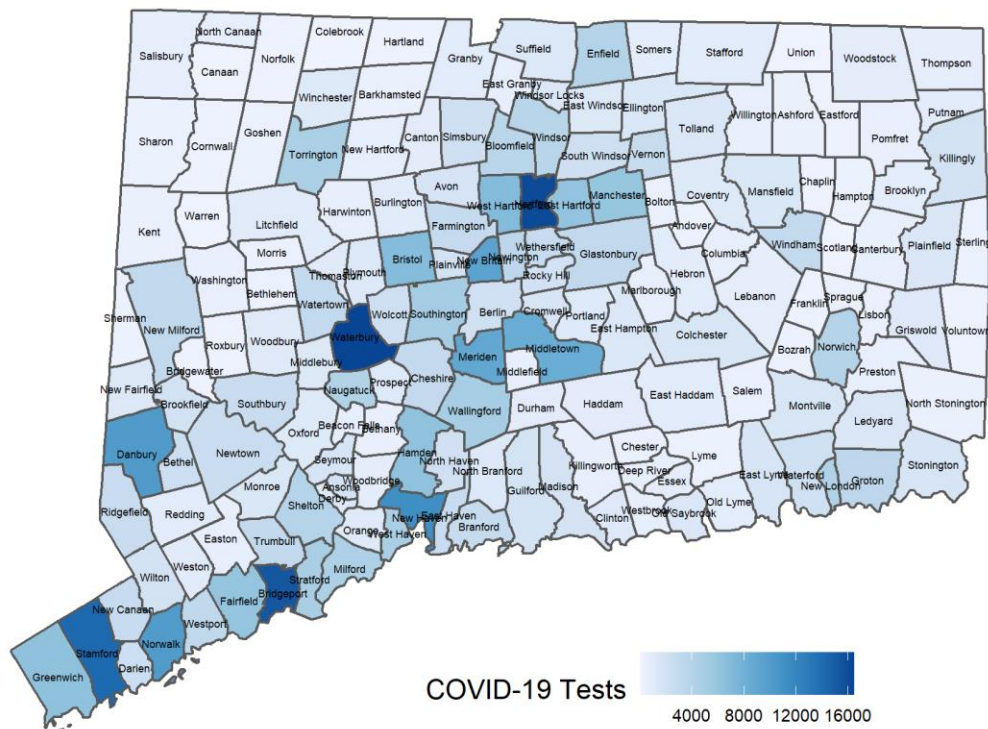 North Canaan
Colebrook
Hartland
Suffield
Enfield
Somers
Stafford
Union
Woodstock
Thompson
Salisbury
Canaan
Norfolk
Granby
East Granby
Windsor Locks
Winchester
Barkhamsted
East Windsor
Ellington
Willington
Ashford
Eastford
Putnam
Sharon
Cornwall
Goshen
Torrington
New Hartford
Canton
Simsbury
Bloomfield
Windsor
South Windsor
Vernon
Tolland
Pomfret
Killingly
Kent
Warren
Litchfield
Harwinton
Burlington
Avon
West Hartford
Hartford
East Hartford
Manchester
Bolton
Coventry
Mansfield
Chaplin
Hampton
Brooklyn
Morris
Farmington
Andover
Columbia
Windham
Scotland
Canterbury
Plainfield
Sterling
Washington
Bethlehem
Thomaston
Plymouth
Bristol
Plainville
New Britain
Newington
Wethersfield
Rocky Hill
Glastonbury
Hebron
Marlborough
Lebanon
Franklin
Sprague
Lisbon
Griswold
Voluntown
Sherman
New Milford
Roxbury
Woodbury
Watertown
Waterbury
Wolcott
Southington
Berlin
Cromwell
Portland
East Hampton
Colchester
Bozrah
Norwich
Preston
Bridgewater
Middlebury
Meriden
Middletown
Middlefield
New Fairfield
Brookfield
Southbury
Naugatuck
Prospect
Cheshire
Wallingford
Durham
Haddam
East Haddam
Salem
Montville
Ledyard
North Stonington
Danbury
Bethel
Newtown
Oxford
Beacon Falls
Bethany
Hamden
North Haven
North Branford
Guilford
Madison
Killingworth
Chester
Deep River
Essex
Lyme
East Lyme
Waterford
New London
Groton
Stonington
Ridgefield
Redding
Monroe
Seymour
Ansonia
Derby
Woodbridge
Shelton
Orange
New Haven
West Haven
East Haven
Branford
Clinton
Westbrook
Old Saybrook
Old Lyme
Easton
Trumbull
Wilton
Weston
Fairfield
Bridgeport
Stratford
Milford
New Canaan
Westport
Norwalk
Greenwich
Stamford
Darien
COVID-19 Tests
4000 8000 12000 16000